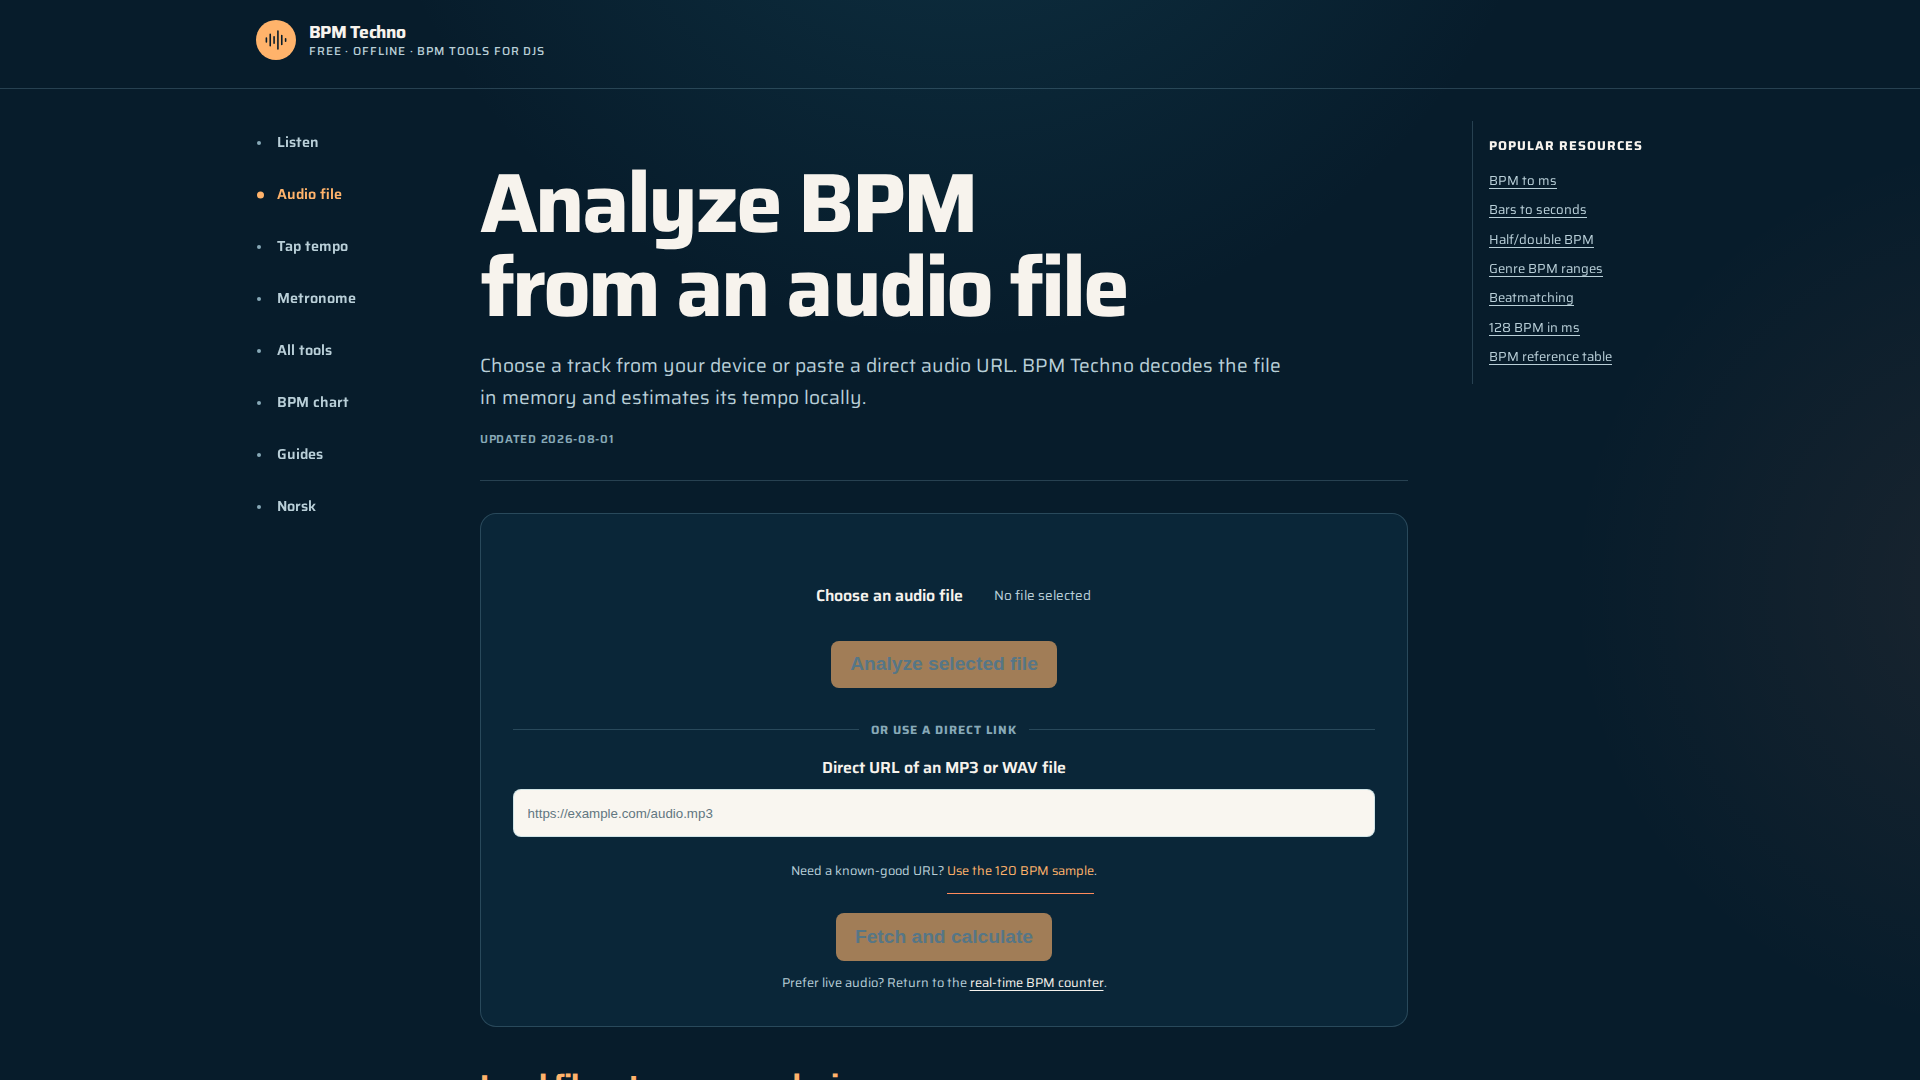 BPM Techno
FREE · OFFLINE · BPM TOOLS FOR DJS
Listen
Audio file
Tap tempo
Metronome
All tools
BPM chart
Guides
Norsk
Analyze BPM
from an audio file
Choose a track from your device or paste a direct audio URL. BPM Techno decodes the file
in memory and estimates its tempo locally.
UPDATED 2026-08-01
Choose an audio file No file selected
Analyze selected file
OR USE A DIRECT LINK
Direct URL of an MP3 or WAV file
https://example.com/audio.mp3
Need a known-good URL? Use the 120 BPM sample.
Fetch and calculate
Prefer live audio? Return to the real-time BPM counter.
POPULAR RESOURCES
BPM to ms
Bars to seconds
Half/double BPM
Genre BPM ranges
Beatmatching
128 BPM in ms
BPM reference table